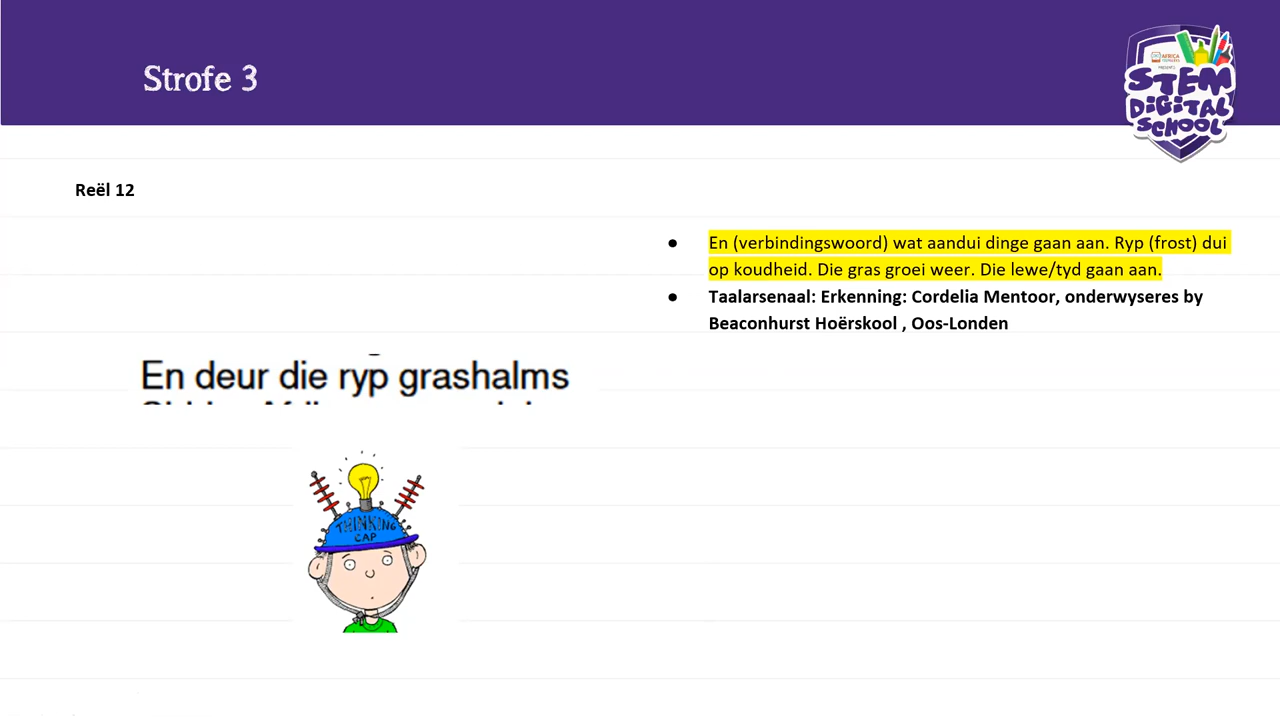 Strofe 3
AFRICA
PRESENTS
STEM
DIGITAL
SCHOOL
Reël 12
● En (verbindingswoord) wat aandui dinge gaan aan. Ryp (frost) dui
op koudheid. Die gras groei weer. Die lewe/tyd gaan aan.
● Taalarsenaal: Erkenning: Cordelia Mentoor, onderwyseres by
Beaconhurst Hoërskool , Oos-Londen
En deur die ryp grashalms
THINKING
CAP